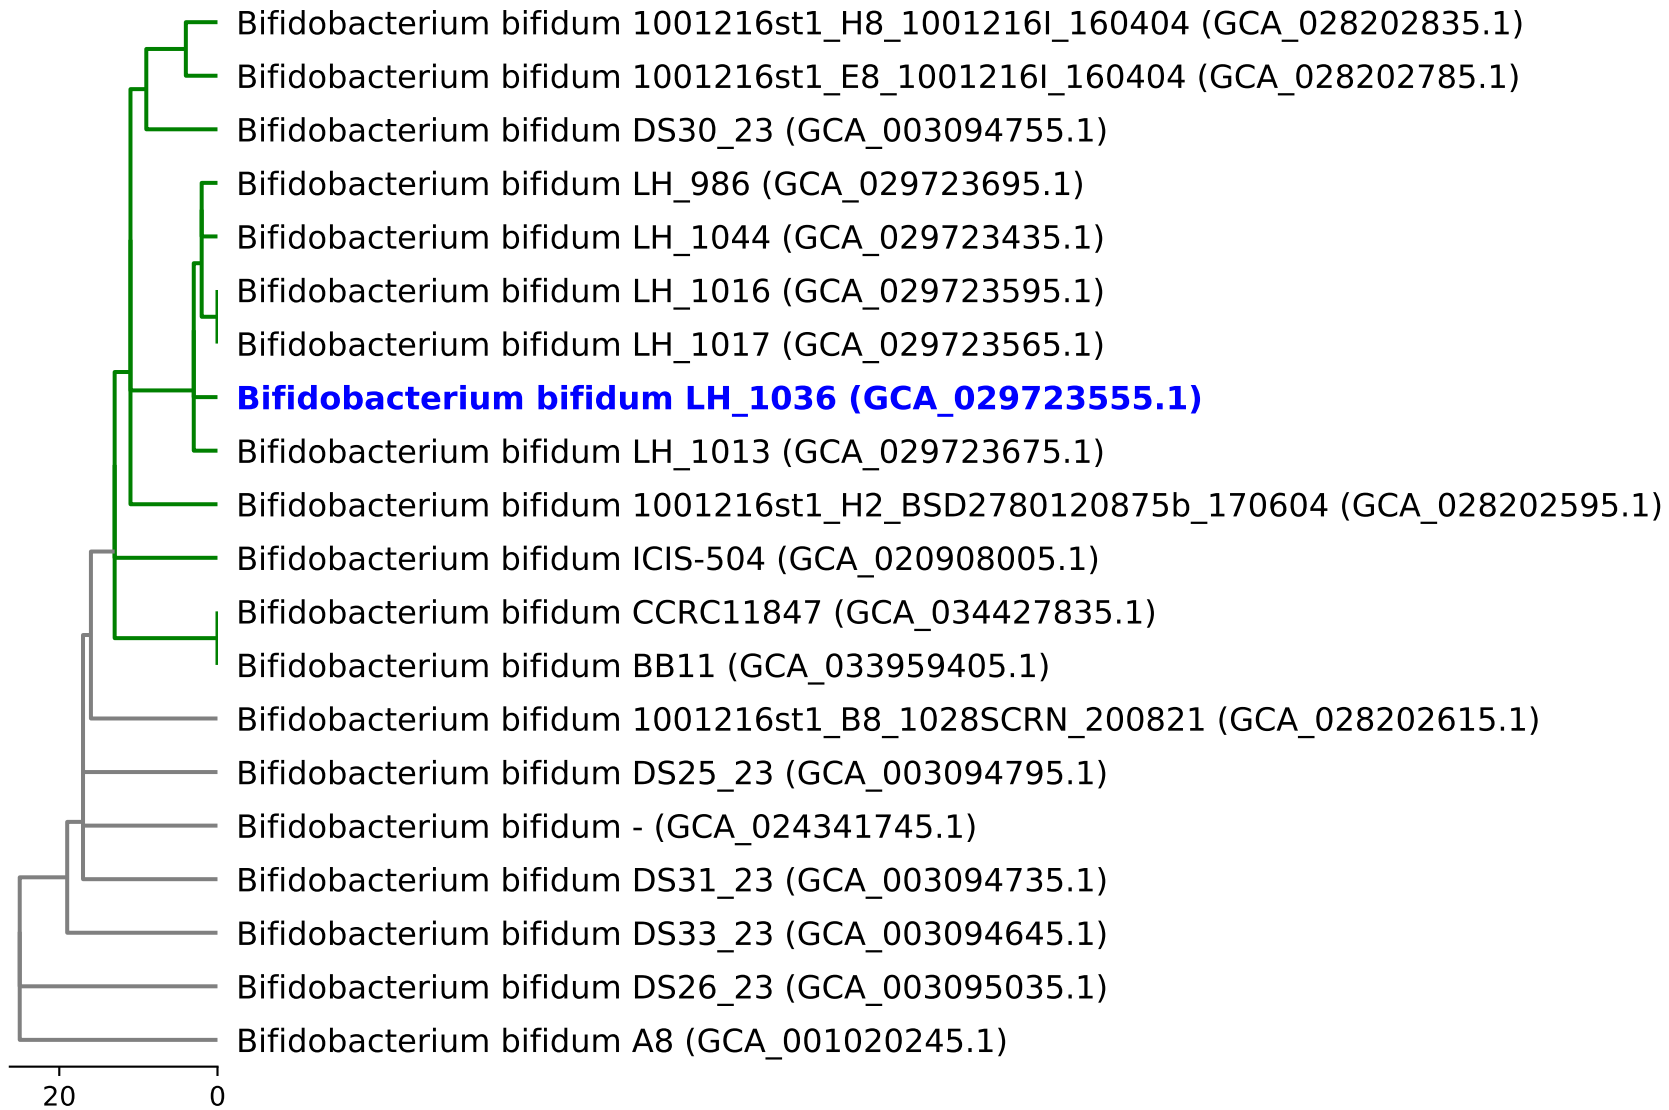 Bifidobacterium bifidum 1001216st1_H8_1001216I_160404 (GCA_028202835.1)
Bifidobacterium bifidum 1001216st1_E8_1001216I_160404 (GCA_028202785.1)
Bifidobacterium bifidum DS30_23 (GCA_003094755.1)
Bifidobacterium bifidum LH_986 (GCA_029723695.1)
Bifidobacterium bifidum LH_1044 (GCA_029723435.1)
Bifidobacterium bifidum LH_1016 (GCA_029723595.1)
Bifidobacterium bifidum LH_1017 (GCA_029723565.1)
Bifidobacterium bifidum LH_1036 (GCA_029723555.1)
Bifidobacterium bifidum LH_1013 (GCA_029723675.1)
Bifidobacterium bifidum 1001216st1_H2_BSD2780120875b_170604 (GCA_028202595.1)
Bifidobacterium bifidum ICIS-504 (GCA_020908005.1)
Bifidobacterium bifidum CCRC11847 (GCA_034427835.1)
Bifidobacterium bifidum BB11 (GCA_033959405.1)
Bifidobacterium bifidum 1001216st1_B8_1028SCRN_200821 (GCA_028202615.1)
Bifidobacterium bifidum DS25_23 (GCA_003094795.1)
Bifidobacterium bifidum - (GCA_024341745.1)
Bifidobacterium bifidum DS31_23 (GCA_003094735.1)
Bifidobacterium bifidum DS33_23 (GCA_003094645.1)
Bifidobacterium bifidum DS26_23 (GCA_003095035.1)
Bifidobacterium bifidum A8 (GCA_001020245.1)
20 0